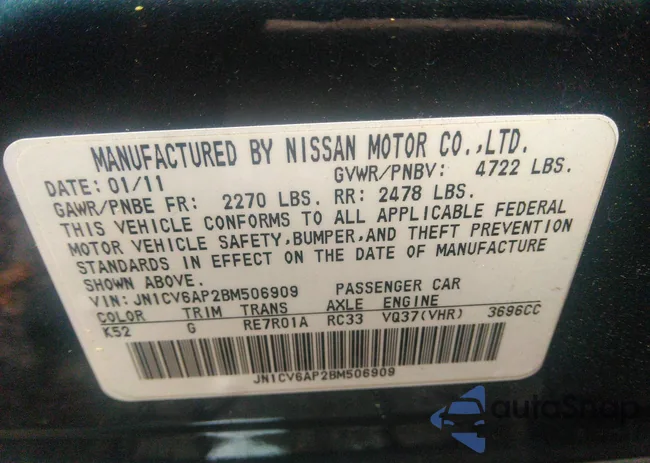 MANUFACTURED BY NISSAN MOTOR CO.,LTD.
DATE: 01/11 GVWR/PNBV: 4722 LBS.
GAWR/PNBE FR: 2270 LBS. RR: 2478 LBS.
THIS VEHICLE CONFORMS TO ALL APPLICABLE FEDERAL
MOTOR VEHICLE SAFETY,BUMPER,AND THEFT PREVENTION
STANDARDS IN EFFECT ON THE DATE OF MANUFACTURE
SHOWN ABOVE.
VIN: JN1CV6AP2BM506909 PASSENGER CAR
COLOR TRIM TRANS AXLE ENGINE
K52 G RE7R01A RC33 VQ37(VHR) 3696CC
JN1CV6AP2BM506909
autoShop